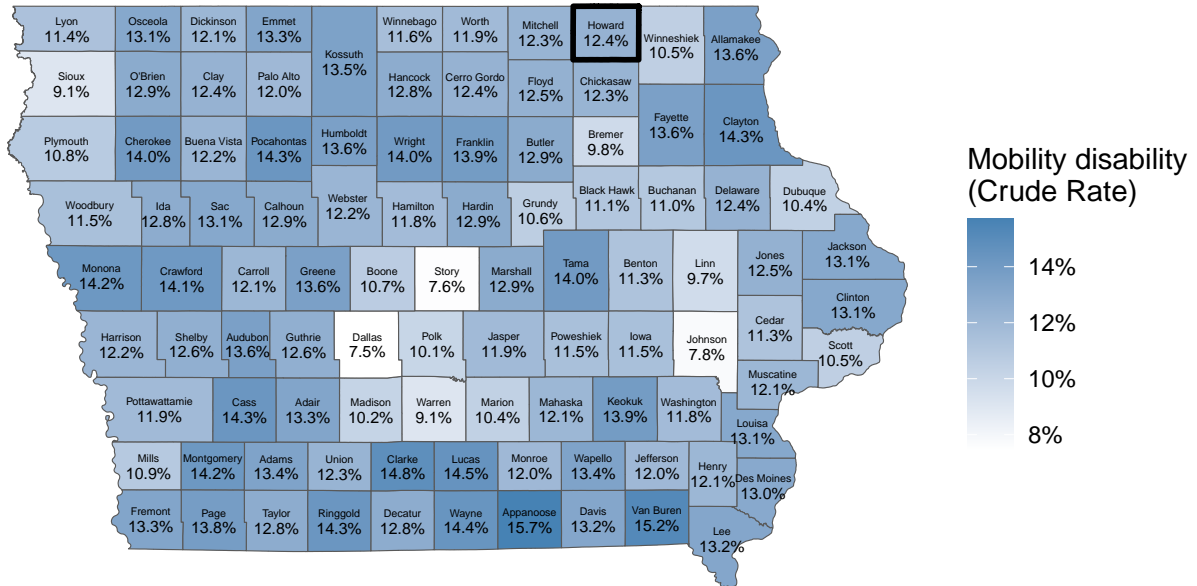 Lyon
11.4%
Osceola
13.1%
Dickinson
12.1%
Emmet
13.3%
Kossuth
13.5%
Winnebago
11.6%
Worth
11.9%
Mitchell
12.3%
Howard
12.4%
Winneshiek
10.5%
Allamakee
13.6%
Sioux
9.1%
O'Brien
12.9%
Clay
12.4%
Palo Alto
12.0%
Hancock
12.8%
Cerro Gordo
12.4%
Floyd
12.5%
Chickasaw
12.3%
Fayette
13.6%
Clayton
14.3%
Plymouth
10.8%
Cherokee
14.0%
Buena Vista
12.2%
Pocahontas
14.3%
Humboldt
13.6%
Wright
14.0%
Franklin
13.9%
Butler
12.9%
Bremer
9.8%
Woodbury
11.5%
Ida
12.8%
Sac
13.1%
Calhoun
12.9%
Webster
12.2%
Hamilton
11.8%
Hardin
12.9%
Grundy
10.6%
Black Hawk
11.1%
Buchanan
11.0%
Delaware
12.4%
Dubuque
10.4%
Monona
14.2%
Crawford
14.1%
Carroll
12.1%
Greene
13.6%
Boone
10.7%
Story
7.6%
Marshall
12.9%
Tama
14.0%
Benton
11.3%
Linn
9.7%
Jones
12.5%
Jackson
13.1%
Clinton
13.1%
Harrison
12.2%
Shelby
12.6%
Audubon
13.6%
Guthrie
12.6%
Dallas
7.5%
Polk
10.1%
Jasper
11.9%
Poweshiek
11.5%
Iowa
11.5%
Johnson
7.8%
Cedar
11.3%
Scott
10.5%
Muscatine
12.1%
Pottawattamie
11.9%
Cass
14.3%
Adair
13.3%
Madison
10.2%
Warren
9.1%
Marion
10.4%
Mahaska
12.1%
Keokuk
13.9%
Washington
11.8%
Louisa
13.1%
Mills
10.9%
Montgomery
14.2%
Adams
13.4%
Union
12.3%
Clarke
14.8%
Lucas
14.5%
Monroe
12.0%
Wapello
13.4%
Jefferson
12.0%
Henry
12.1%
Des Moines
13.0%
Fremont
13.3%
Page
13.8%
Taylor
12.8%
Ringgold
14.3%
Decatur
12.8%
Wayne
14.4%
Appanoose
15.7%
Davis
13.2%
Van Buren
15.2%
Lee
13.2%
Mobility disability
(Crude Rate)
14%
12%
10%
8%